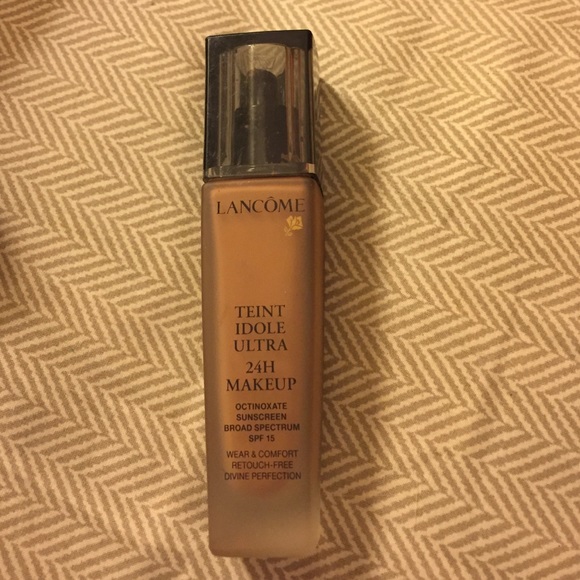 LANCÔME
TEINT
IDOLE
ULTRA
24H
MAKEUP
OCTINOXATE
SUNSCREEN
BROAD SPECTRUM
SPF 15
WEAR & COMFORT
RETOUCH-FREE
DIVINE PERFECTION